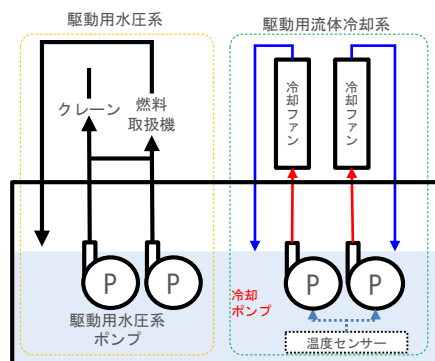 駆動用水圧系
駆動用流体冷却系
クレーン
燃料
取扱機
冷却ファン
冷却ファン
P
P
P
P
冷却
ポンプ
駆動用水圧系
ポンプ
温度センサー